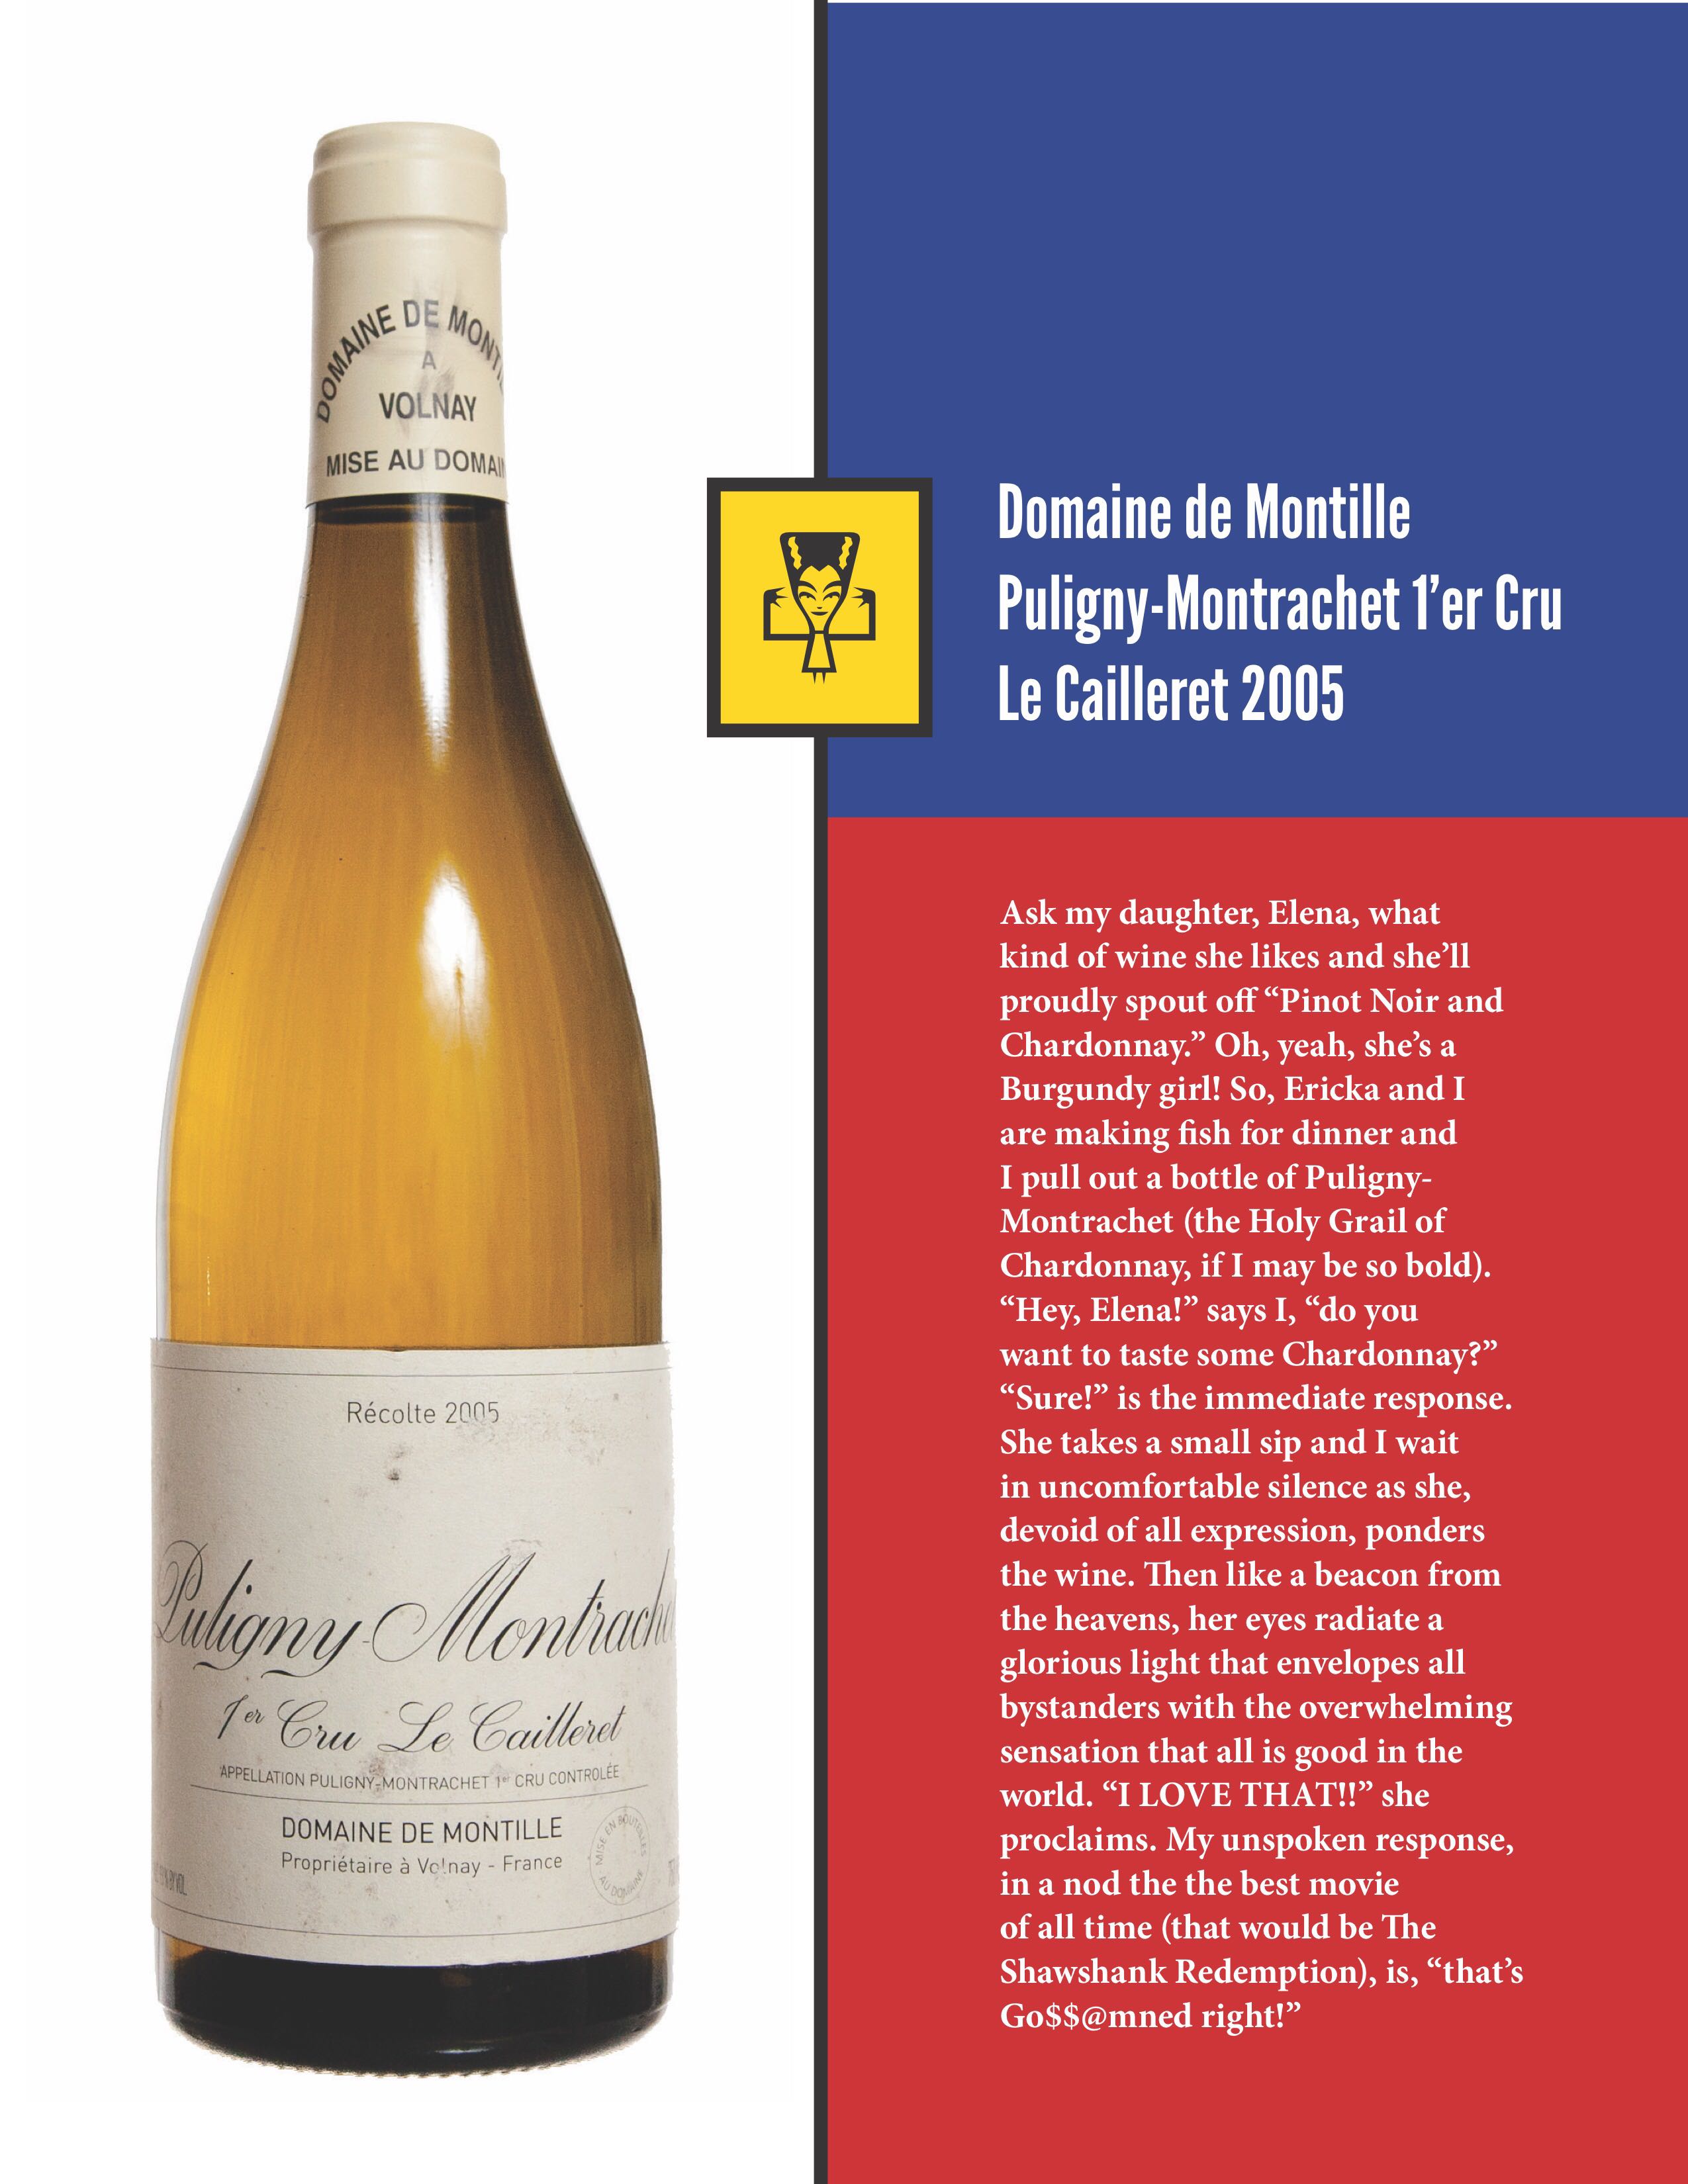 DOMAINE DE
A
VOLNAY
MISE AU
Récolte 2005
Puligny-
1er Cru Le Cailleret
APPELLATION PULIGNY-MONTRACHET 1er CRU CONTROLÉE
DOMAINE DE MONTILLE
Propriétaire à Volnay - France
MISE EN BOUTEILLES
AU DOMAINE
Domaine de Montille
Puligny-Montrachet 1’er Cru
Le Cailleret 2005
Ask my daughter, Elena, what
kind of wine she likes and she’ll
proudly spout off “Pinot Noir and
Chardonnay.” Oh, yeah, she’s a
Burgundy girl! So, Ericka and I
are making fish for dinner and
I pull out a bottle of Puligny-
Montrachet (the Holy Grail of
Chardonnay, if I may be so bold).
“Hey, Elena!” says I, “do you
want to taste some Chardonnay?”
“Sure!” is the immediate response.
She takes a small sip and I wait
in uncomfortable silence as she,
devoid of all expression, ponders
the wine. Then like a beacon from
the heavens, her eyes radiate a
glorious light that envelopes all
bystanders with the overwhelming
sensation that all is good in the
world. “I LOVE THAT!!” she
proclaims. My unspoken response,
in a nod the the best movie
of all time (that would be The
Shawshank Redemption), is, “that’s
Go$$@mned right!”